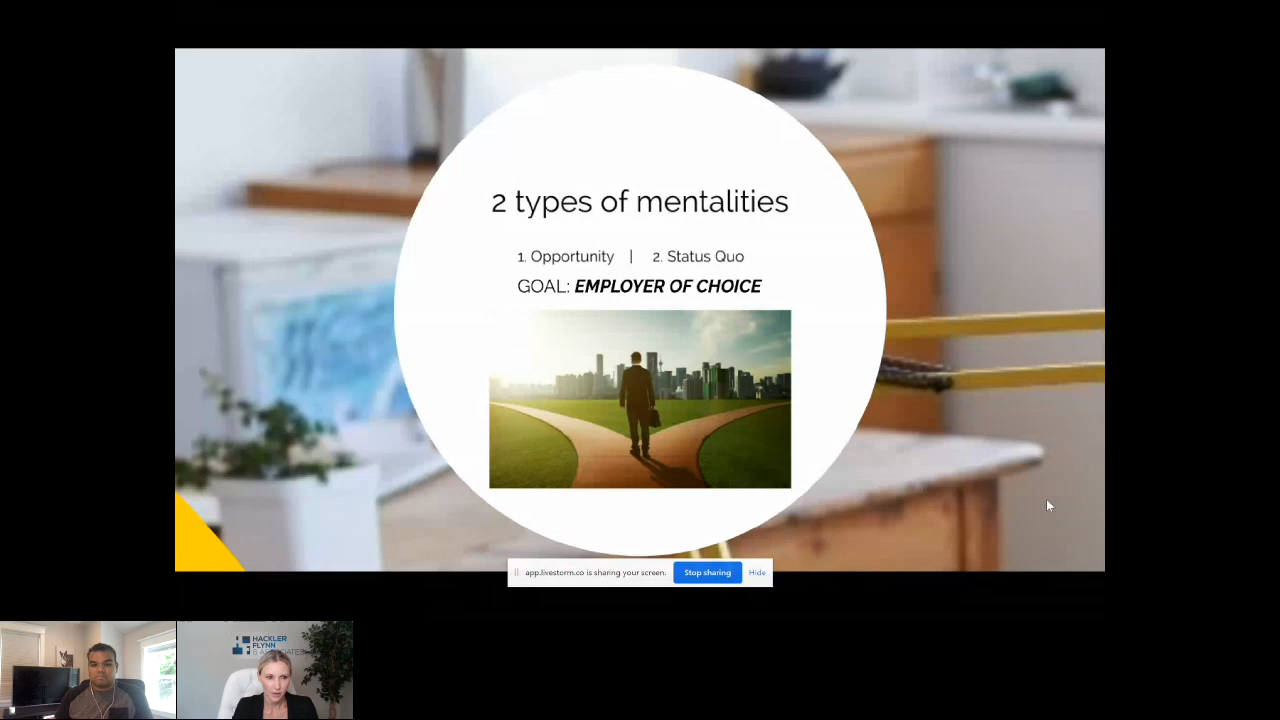 2 types of mentalities
1. Opportunity | 2. Status Quo
GOAL: EMPLOYER OF CHOICE
app.livestorm.co is sharing your screen. Stop sharing Hide
HACKLER
FLYNN
& ASSOCIATES